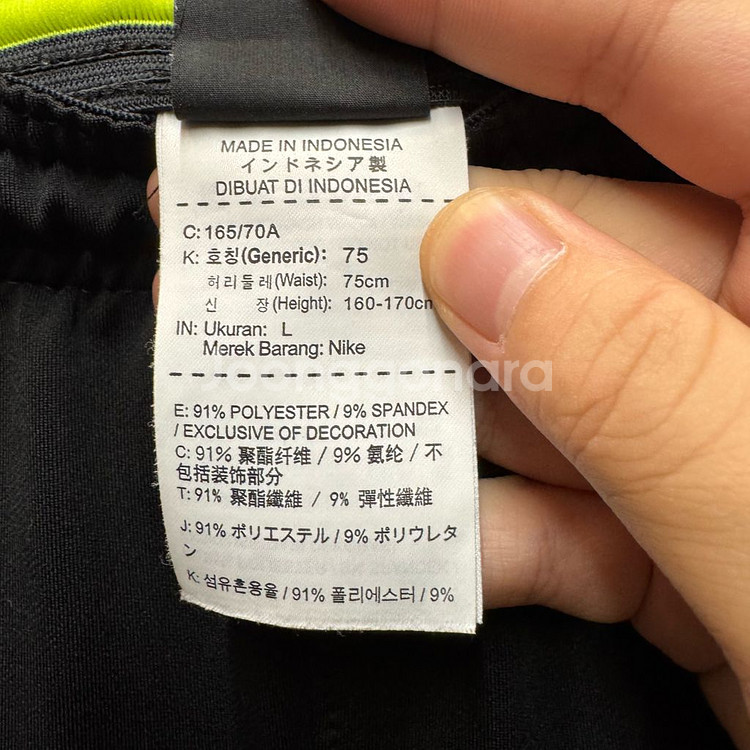 MADE IN INDONESIA
インドネシア製
DIBUAT DI INDONESIA
C: 165/70A
K: 호칭(Generic): 75
허리둘레(Waist): 75cm
신 장(Height): 160-170cm
IN: Ukuran: L
Merek Barang: Nike
joonggonara
E: 91% POLYESTER / 9% SPANDEX
/ EXCLUSIVE OF DECORATION
C: 91% 聚酯纤维 / 9% 氨纶 / 不
包括装饰部分
T: 91% 聚酯纖維 / 9% 彈性纖維
J: 91% ポリエステル / 9% ポリウレタ
ン
K: 섬유혼용율 / 91% 폴리에스터 / 9%